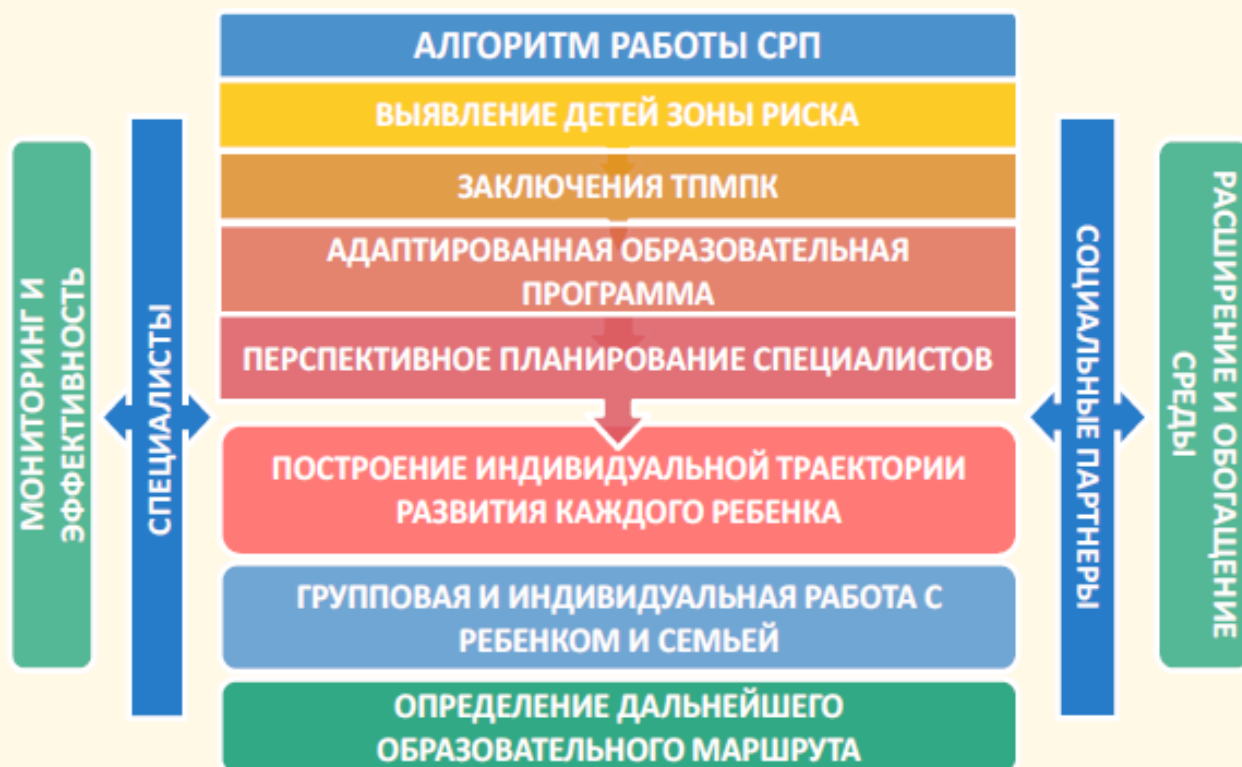 АЛГОРИТМ РАБОТЫ СРП
ВЫЯВЛЕНИЕ ДЕТЕЙ ЗОНЫ РИСКА
ЗАКЛЮЧЕНИЯ ТПМПК
АДАПТИРОВАННАЯ ОБРАЗОВАТЕЛЬНАЯ
ПРОГРАММА
ПЕРСПЕКТИВНОЕ ПЛАНИРОВАНИЕ СПЕЦИАЛИСТОВ
ПОСТРОЕНИЕ ИНДИВИДУАЛЬНОЙ ТРАЕКТОРИИ
РАЗВИТИЯ КАЖДОГО РЕБЕНКА
ГРУППОВАЯ И ИНДИВИДУАЛЬНАЯ РАБОТА С
РЕБЕНКОМ И СЕМЬЕЙ
ОПРЕДЕЛЕНИЕ ДАЛЬНЕЙШЕГО
ОБРАЗОВАТЕЛЬНОГО МАРШРУТА
МОНИТОРИНГ И
ЭФФЕКТИВНОСТЬ
СПЕЦИАЛИСТЫ
СОЦИАЛЬНЫЕ ПАРТНЕРЫ
РАСШИРЕНИЕ И ОБОГАЩЕНИЕ
СРЕДЫ